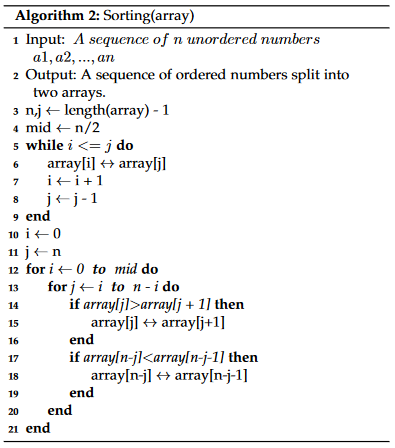 Algorithm 2: Sorting(array)
1 Input: A sequence of n unordered numbers
a1, a2, ..., an
2 Output: A sequence of ordered numbers split into
two arrays.
3 n,j ← length(array) - 1
4 mid ← n/2
5 while i <= j do
6 array[i] ↔ array[j]
7 i ← i + 1
8 j ← j - 1
9 end
10 i ← 0
11 j ← n
12 for i ← 0 to mid do
13 for j ← i to n - i do
14 if array[j]>array[j + 1] then
15 array[j] ↔ array[j+1]
16 end
17 if array[n-j]<array[n-j-1] then
18 array[n-j] ↔ array[n-j-1]
19 end
20 end
21 end